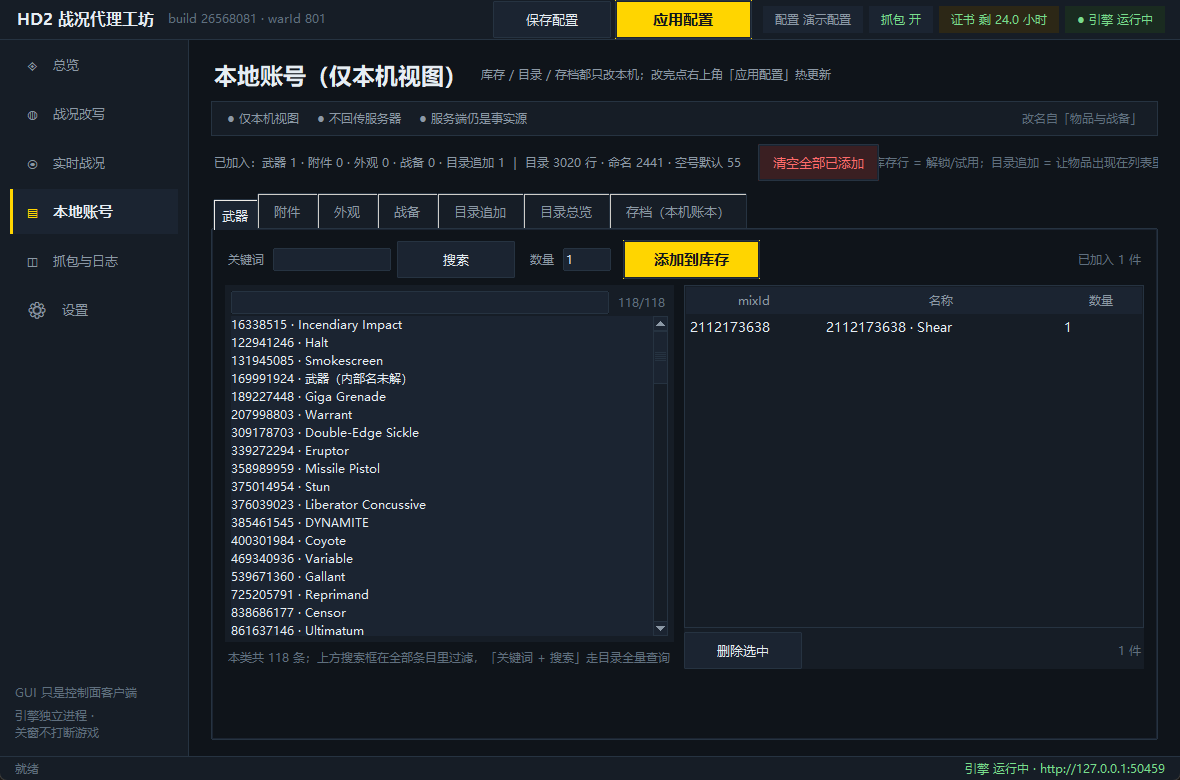 HD2 战况代理工坊 build 26568081 · warId 801 保存配置 应用配置 配置 演示配置 抓包 开 证书 剩 24.0 小时 ● 引擎 运行中
总览
战况改写
实时战况
本地账号
抓包与日志
设置
GUI 只是控制面客户端
引擎独立进程 ·
关窗不打断游戏
本地账号（仅本机视图） 库存 / 目录 / 存档都只改本机；改完点右上角「应用配置」热更新
● 仅本机视图 ● 不回传服务器 ● 服务端仍是事实源 改名自「物品与战备」
已加入：武器 1 · 附件 0 · 外观 0 · 战备 0 · 目录追加 1 | 目录 3020 行 · 命名 2441 · 空号默认 55 清空全部已添加 库存行 = 解锁/试用；目录追加 = 让物品出现在列表里
武器 附件 外观 战备 目录追加 目录总览 存档（本机账本）
关键词 搜索 数量 1 添加到库存 已加入 1 件
118/118
16338515 · Incendiary Impact
122941246 · Halt
131945085 · Smokescreen
169991924 · 武器（内部名未解）
189227448 · Giga Grenade
207998803 · Warrant
309178703 · Double-Edge Sickle
339272294 · Eruptor
358989959 · Missile Pistol
375014954 · Stun
376039023 · Liberator Concussive
385461545 · DYNAMITE
400301984 · Coyote
469340936 · Variable
539671360 · Gallant
725205791 · Reprimand
838686177 · Censor
861637146 · Ultimatum
本类共 118 条；上方搜索框在全部条目里过滤，「关键词 + 搜索」走目录全量查询
mixId 名称 数量
2112173638 2112173638 · Shear 1
删除选中 1 件
就绪 引擎 运行中 · http://127.0.0.1:50459